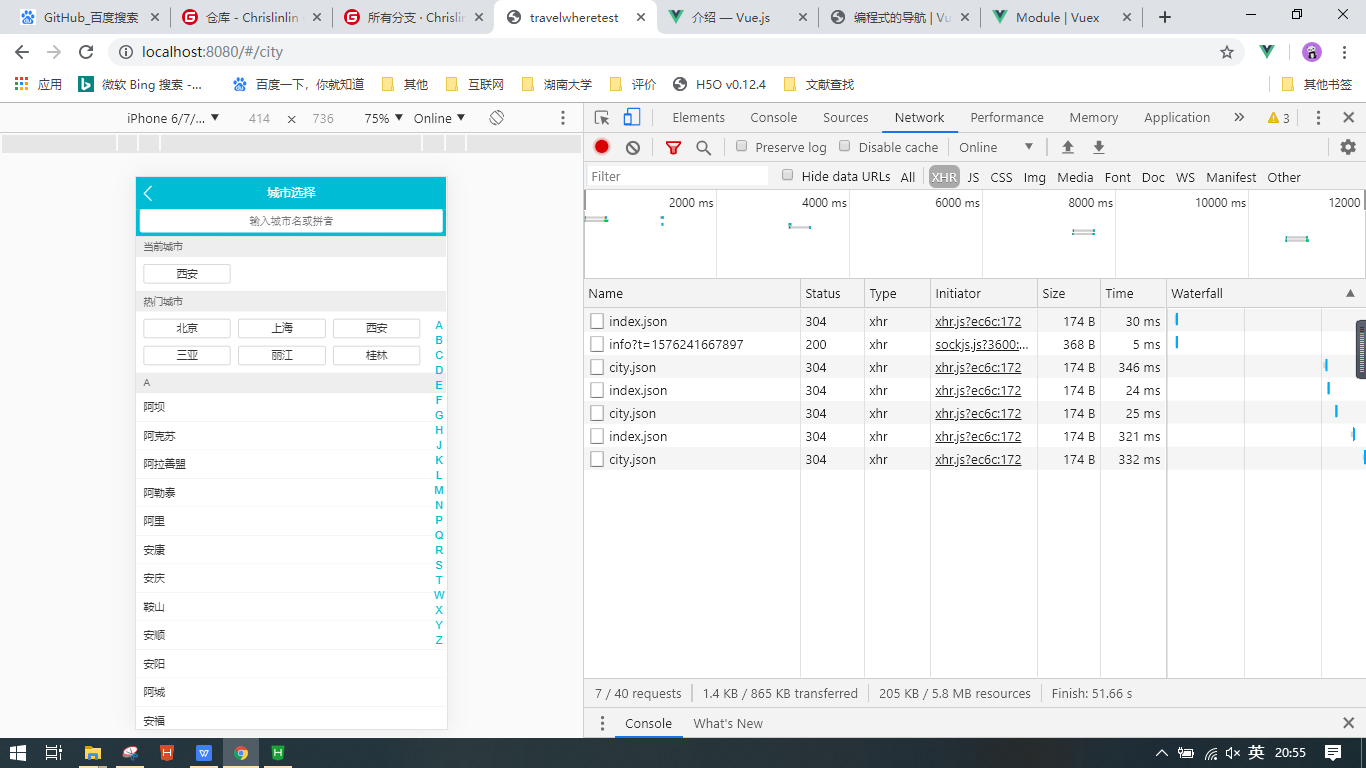 GitHub_百度搜索
仓库 - Chrislinlin
所有分支 · Chrislin
travelwheretest
介绍 — Vue.js
编程式的导航 | Vu
Module | Vuex
localhost:8080/#/city
应用
微软 Bing 搜索 -...
百度一下，你就知道
其他
互联网
湖南大学
评价
H5O v0.12.4
文献查找
其他书签
iPhone 6/7/... ▼ 414 × 736 75% ▼ Online ▼
Elements Console Sources Network Performance Memory Application » 3
Preserve log Disable cache Online ▼
Filter Hide data URLs All XHR JS CSS Img Media Font Doc WS Manifest Other
2000 ms 4000 ms 6000 ms 8000 ms 10000 ms 12000
Name Status Type Initiator Size Time Waterfall
index.json 304 xhr xhr.js?ec6c:172 174 B 30 ms
info?t=1576241667897 200 xhr sockjs.js?3600:... 368 B 5 ms
city.json 304 xhr xhr.js?ec6c:172 174 B 346 ms
index.json 304 xhr xhr.js?ec6c:172 174 B 24 ms
city.json 304 xhr xhr.js?ec6c:172 174 B 25 ms
index.json 304 xhr xhr.js?ec6c:172 174 B 321 ms
city.json 304 xhr xhr.js?ec6c:172 174 B 332 ms
7 / 40 requests 1.4 KB / 865 KB transferred 205 KB / 5.8 MB resources Finish: 51.66 s
Console What's New
城市选择
输入城市名或拼音
当前城市
西安
热门城市
北京 上海 西安
三亚 丽江 桂林
A
阿坝
阿克苏
阿拉善盟
阿勒泰
阿里
安康
安庆
鞍山
安顺
安阳
阿城
安福
A
B
C
D
E
F
G
H
J
K
L
M
N
P
Q
R
S
T
W
X
Y
Z
英 20:55